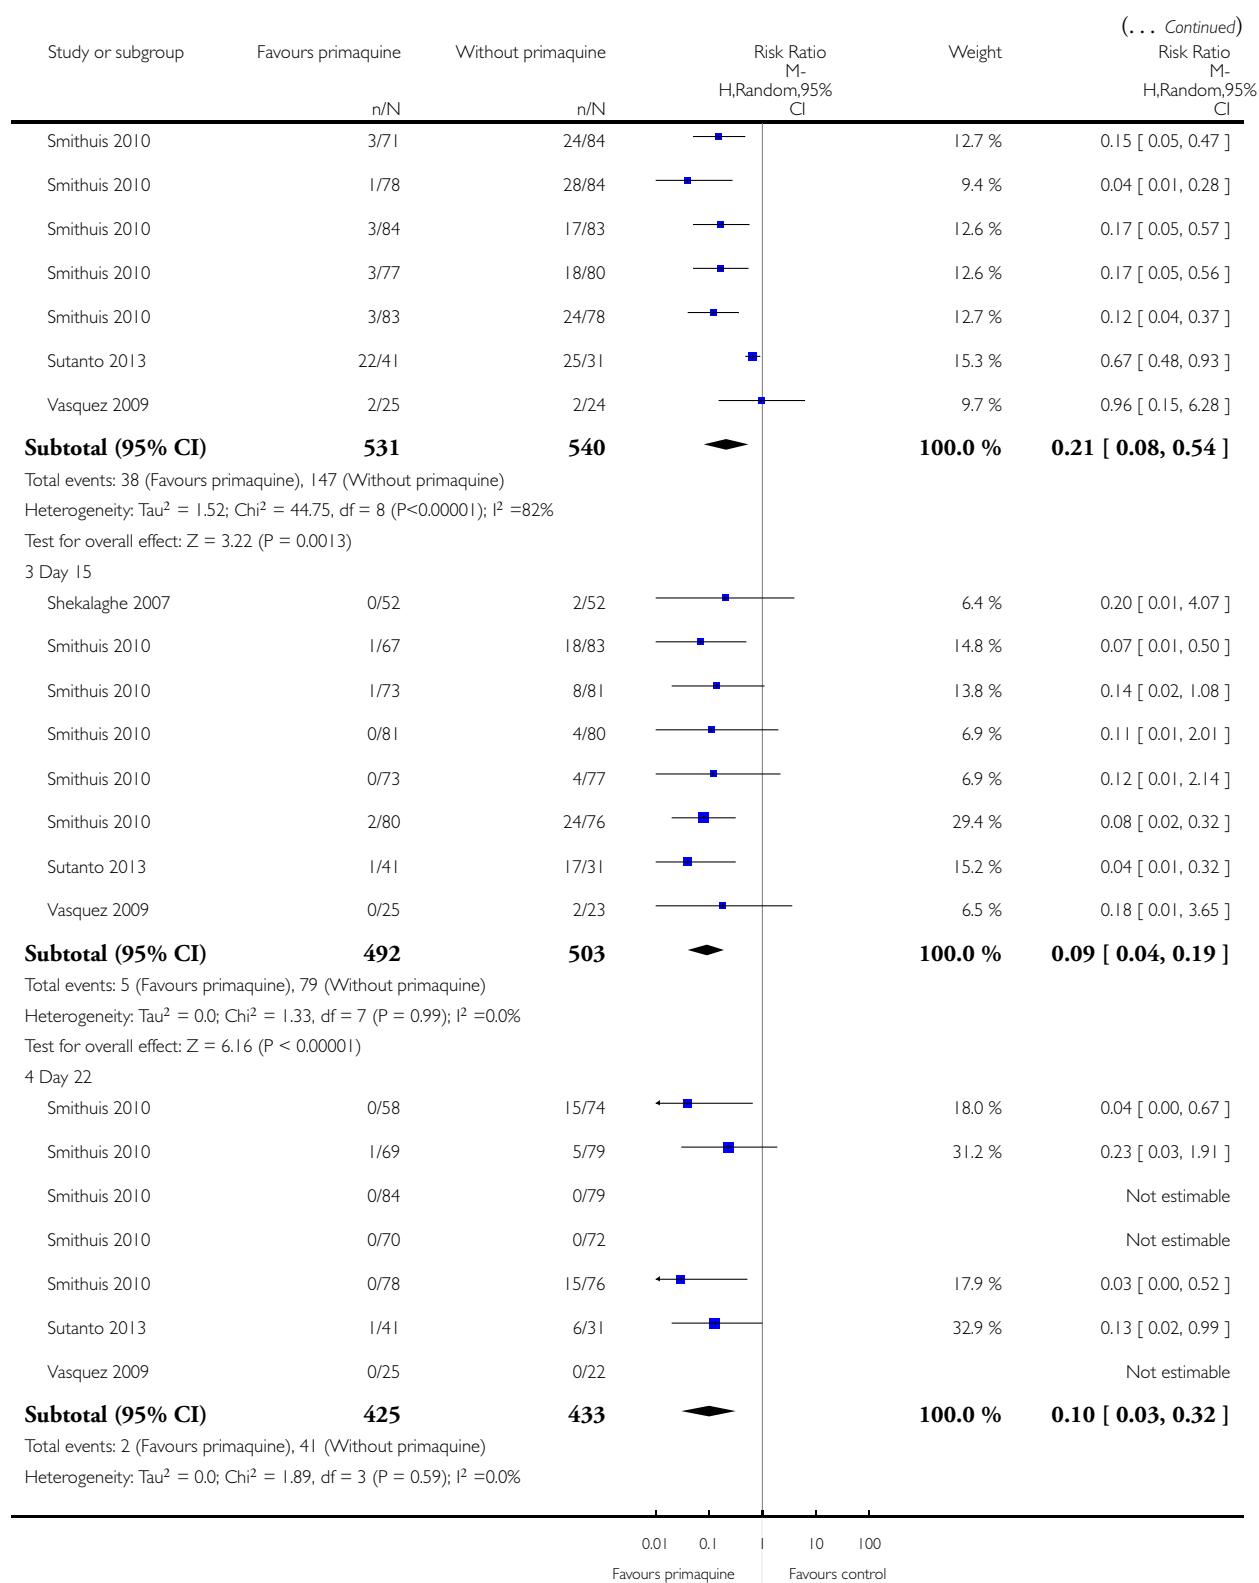 (... Continued)
Study or subgroup Favours primaquine Without primaquine Risk Ratio Weight Risk Ratio
M- M-
H,Random,95% H,Random,95%
n/N n/N CI CI
Smithuis 2010 3/71 24/84 12.7 % 0.15 [ 0.05, 0.47 ]
Smithuis 2010 1/78 28/84 9.4 % 0.04 [ 0.01, 0.28 ]
Smithuis 2010 3/84 17/83 12.6 % 0.17 [ 0.05, 0.57 ]
Smithuis 2010 3/77 18/80 12.6 % 0.17 [ 0.05, 0.56 ]
Smithuis 2010 3/83 24/78 12.7 % 0.12 [ 0.04, 0.37 ]
Sutanto 2013 22/41 25/31 15.3 % 0.67 [ 0.48, 0.93 ]
Vasquez 2009 2/25 2/24 9.7 % 0.96 [ 0.15, 6.28 ]
Subtotal (95% CI) 531 540 100.0 % 0.21 [ 0.08, 0.54 ]
Total events: 38 (Favours primaquine), 147 (Without primaquine)
Heterogeneity: Tau² = 1.52; Chi² = 44.75, df = 8 (P<0.00001); I² =82%
Test for overall effect: Z = 3.22 (P = 0.0013)
3 Day 15
Shekalaghe 2007 0/52 2/52 6.4 % 0.20 [ 0.01, 4.07 ]
Smithuis 2010 1/67 18/83 14.8 % 0.07 [ 0.01, 0.50 ]
Smithuis 2010 1/73 8/81 13.8 % 0.14 [ 0.02, 1.08 ]
Smithuis 2010 0/81 4/80 6.9 % 0.11 [ 0.01, 2.01 ]
Smithuis 2010 0/73 4/77 6.9 % 0.12 [ 0.01, 2.14 ]
Smithuis 2010 2/80 24/76 29.4 % 0.08 [ 0.02, 0.32 ]
Sutanto 2013 1/41 17/31 15.2 % 0.04 [ 0.01, 0.32 ]
Vasquez 2009 0/25 2/23 6.5 % 0.18 [ 0.01, 3.65 ]
Subtotal (95% CI) 492 503 100.0 % 0.09 [ 0.04, 0.19 ]
Total events: 5 (Favours primaquine), 79 (Without primaquine)
Heterogeneity: Tau² = 0.0; Chi² = 1.33, df = 7 (P = 0.99); I² =0.0%
Test for overall effect: Z = 6.16 (P < 0.00001)
4 Day 22
Smithuis 2010 0/58 15/74 18.0 % 0.04 [ 0.00, 0.67 ]
Smithuis 2010 1/69 5/79 31.2 % 0.23 [ 0.03, 1.91 ]
Smithuis 2010 0/84 0/79 Not estimable
Smithuis 2010 0/70 0/72 Not estimable
Smithuis 2010 0/78 15/76 17.9 % 0.03 [ 0.00, 0.52 ]
Sutanto 2013 1/41 6/31 32.9 % 0.13 [ 0.02, 0.99 ]
Vasquez 2009 0/25 0/22 Not estimable
Subtotal (95% CI) 425 433 100.0 % 0.10 [ 0.03, 0.32 ]
Total events: 2 (Favours primaquine), 41 (Without primaquine)
Heterogeneity: Tau² = 0.0; Chi² = 1.89, df = 3 (P = 0.59); I² =0.0%
0.01 0.1 1 10 100
Favours primaquine Favours control